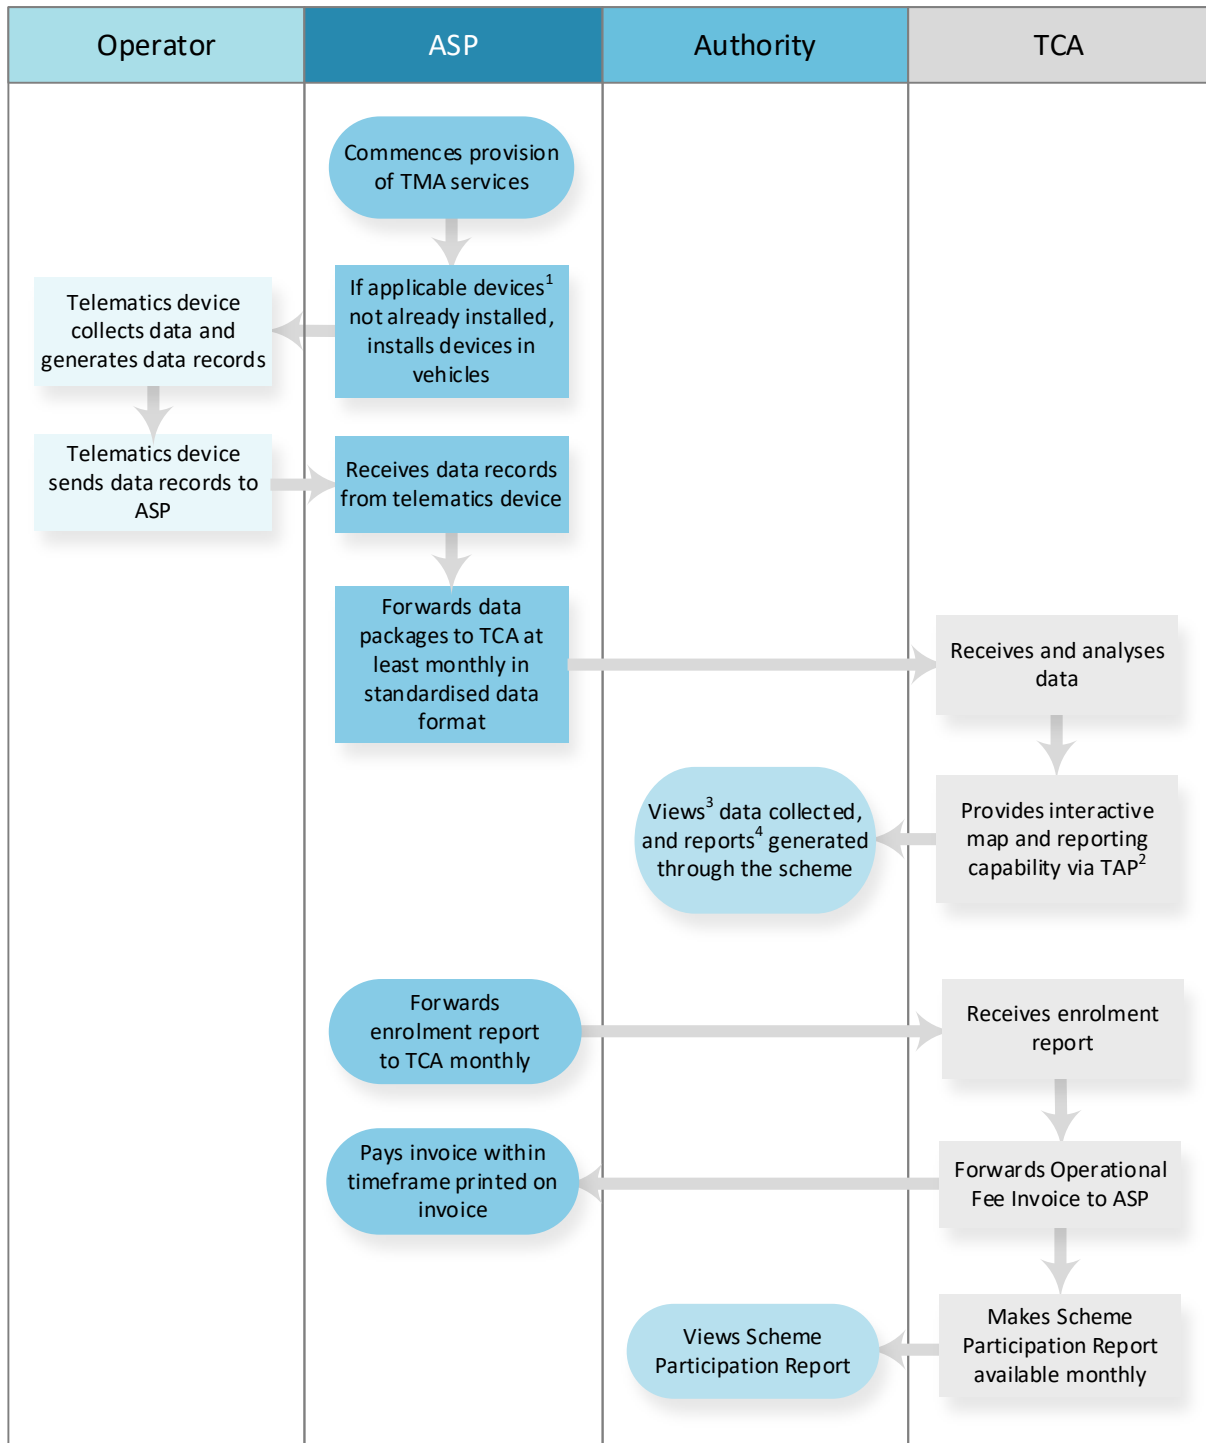 Operator
ASP
Authority
TCA
Commences provision
of TMA services
If applicable devices¹
not already installed,
installs devices in
vehicles
Telematics device
collects data and
generates data records
Telematics device
sends data records to
ASP
Receives data records
from telematics device
Forwards data
packages to TCA at
least monthly in
standardised data
format
Receives and analyses
data
Provides interactive
map and reporting
capability via TAP²
Views³ data collected,
and reports⁴ generated
through the scheme
Forwards
enrolment report
to TCA monthly
Receives enrolment
report
Forwards Operational
Fee Invoice to ASP
Pays invoice within
timeframe printed on
invoice
Makes Scheme
Participation Report
available monthly
Views Scheme
Participation Report